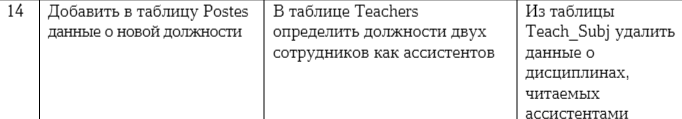 14
Добавить в таблицу Postes
данные о новой должности
В таблице Teachers
определить должности двух
сотрудников как ассистентов
Из таблицы
Teach_Subj удалить
данные о
дисциплинах,
читаемых
ассистентами